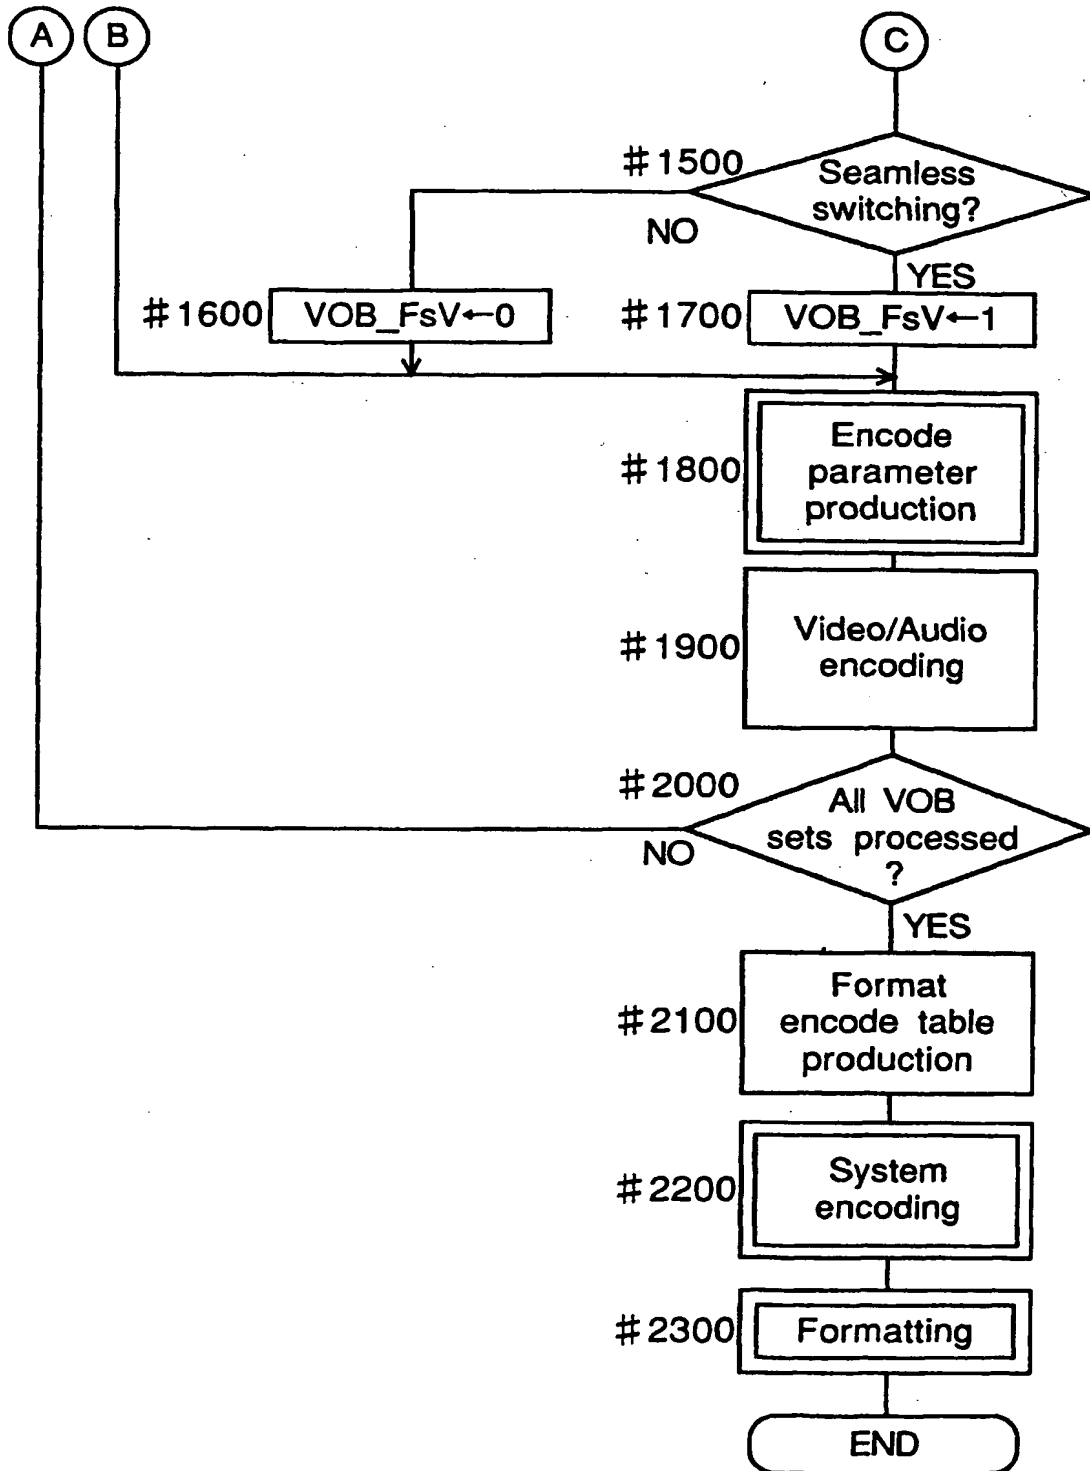 A B C
#1500
Seamless
switching?
NO
YES
#1600 VOB_FsV←0
#1700 VOB_FsV←1
#1800
Encode
parameter
production
#1900
Video/Audio
encoding
#2000
All VOB
sets processed
?
NO
YES
#2100
Format
encode table
production
#2200
System
encoding
#2300 Formatting
END